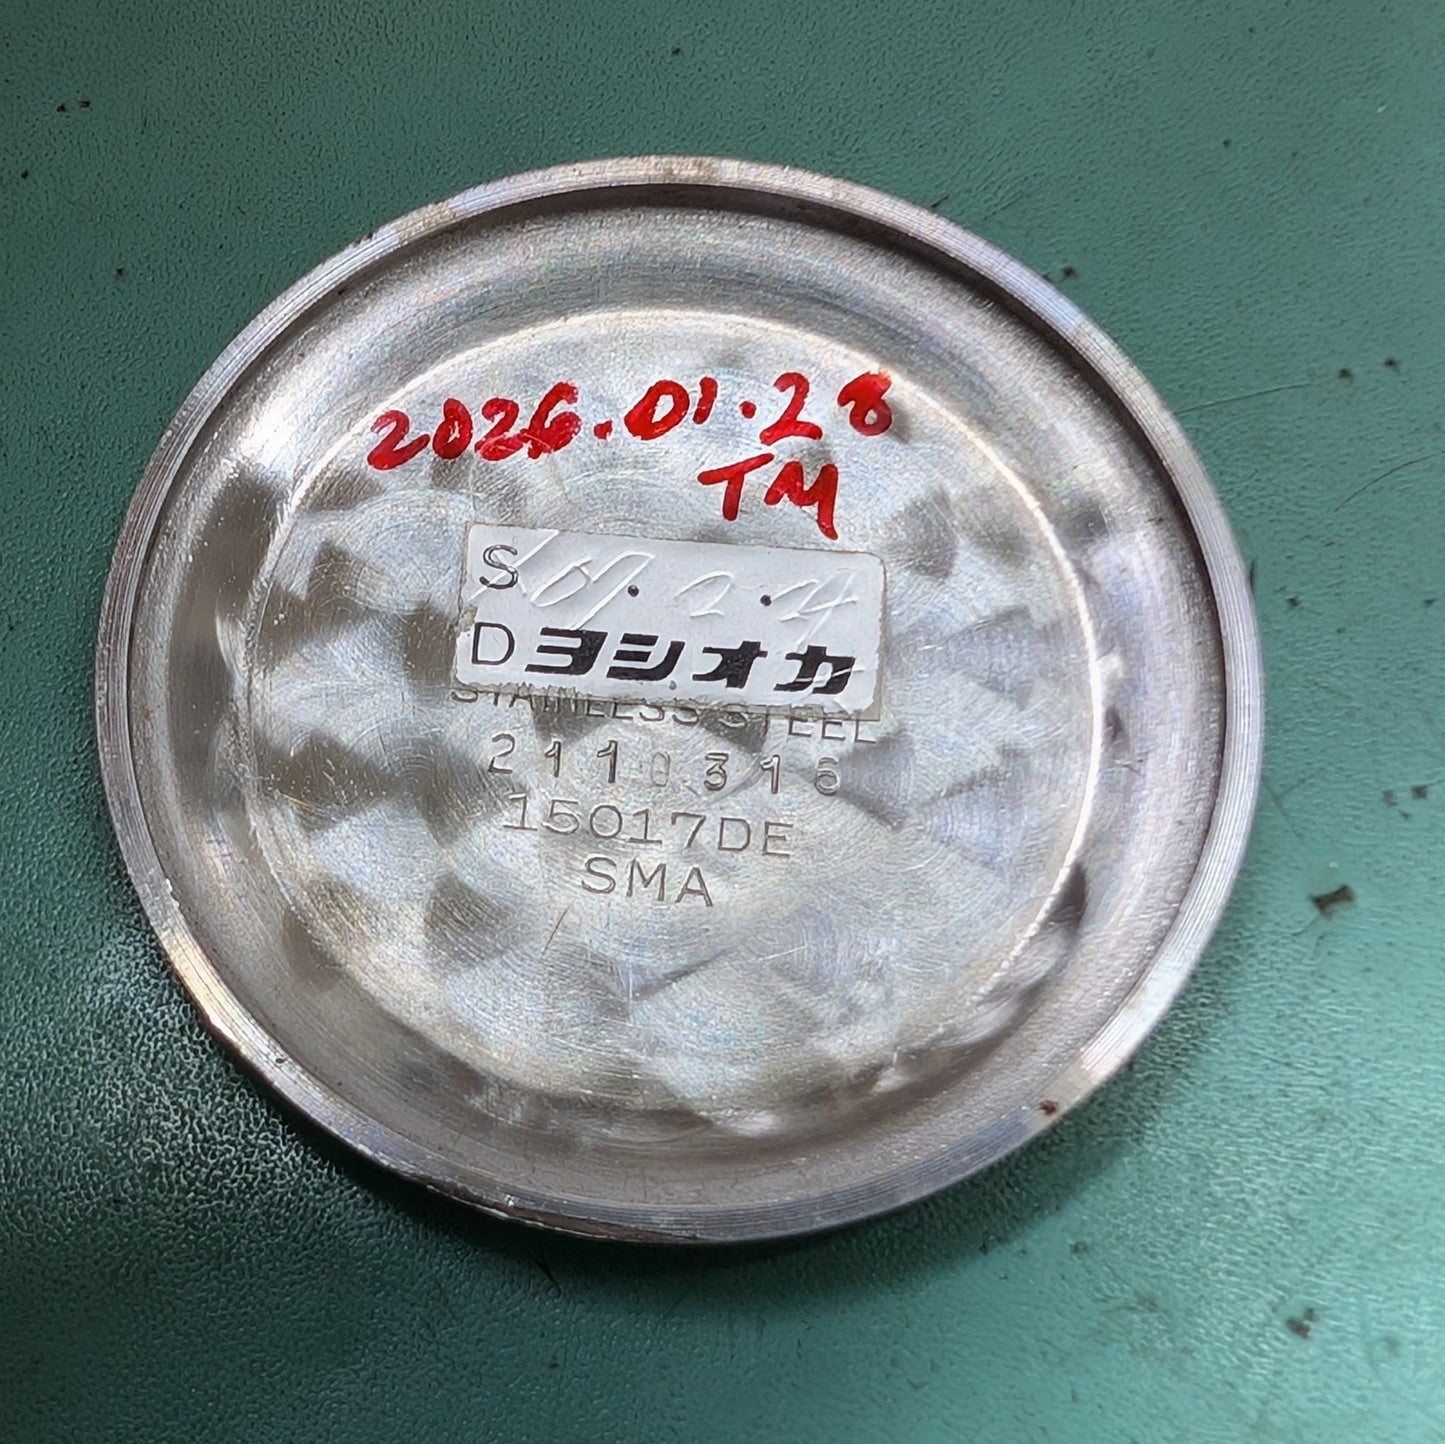 2026.01.28
TM
S
D ヨシオカ
STAINLESS STEEL
2110316
15017DE
SMA